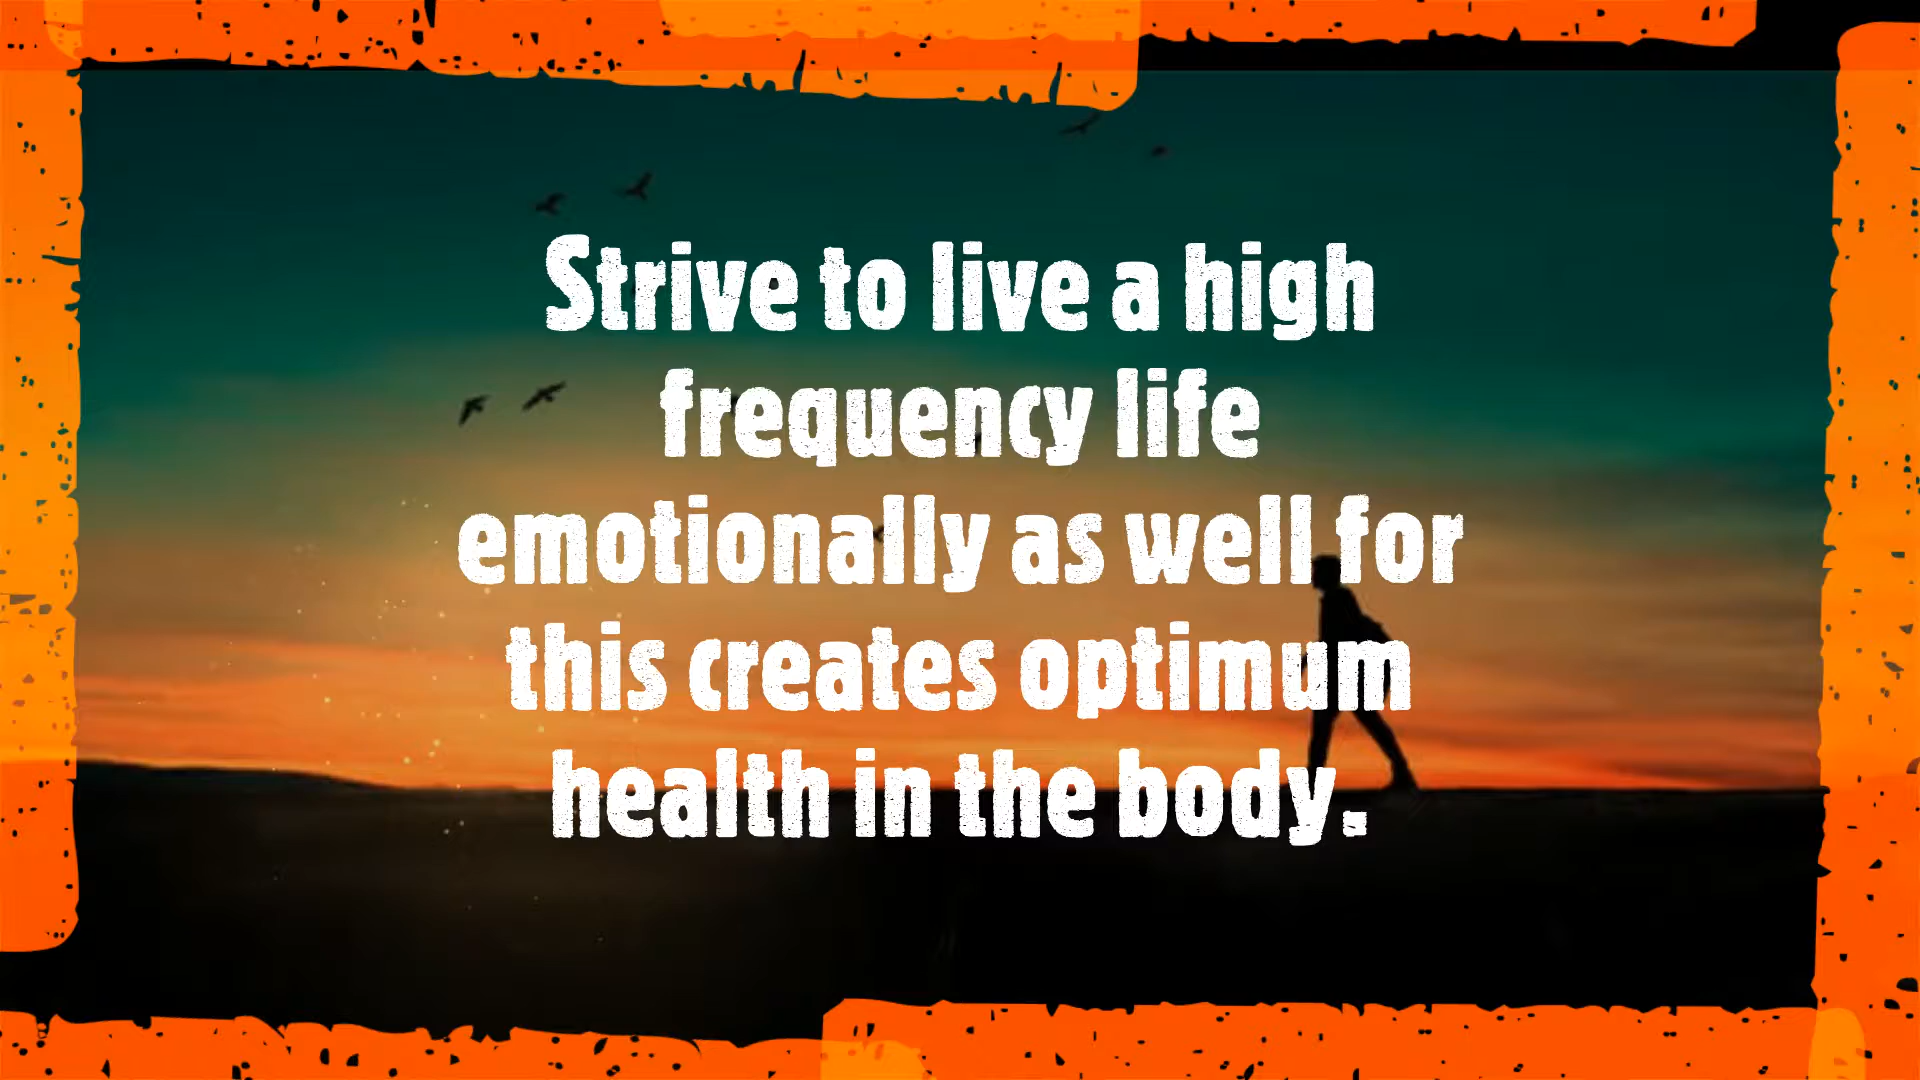 Strive to live a high
frequency life
emotionally as well for
this creates optimum
health in the body.